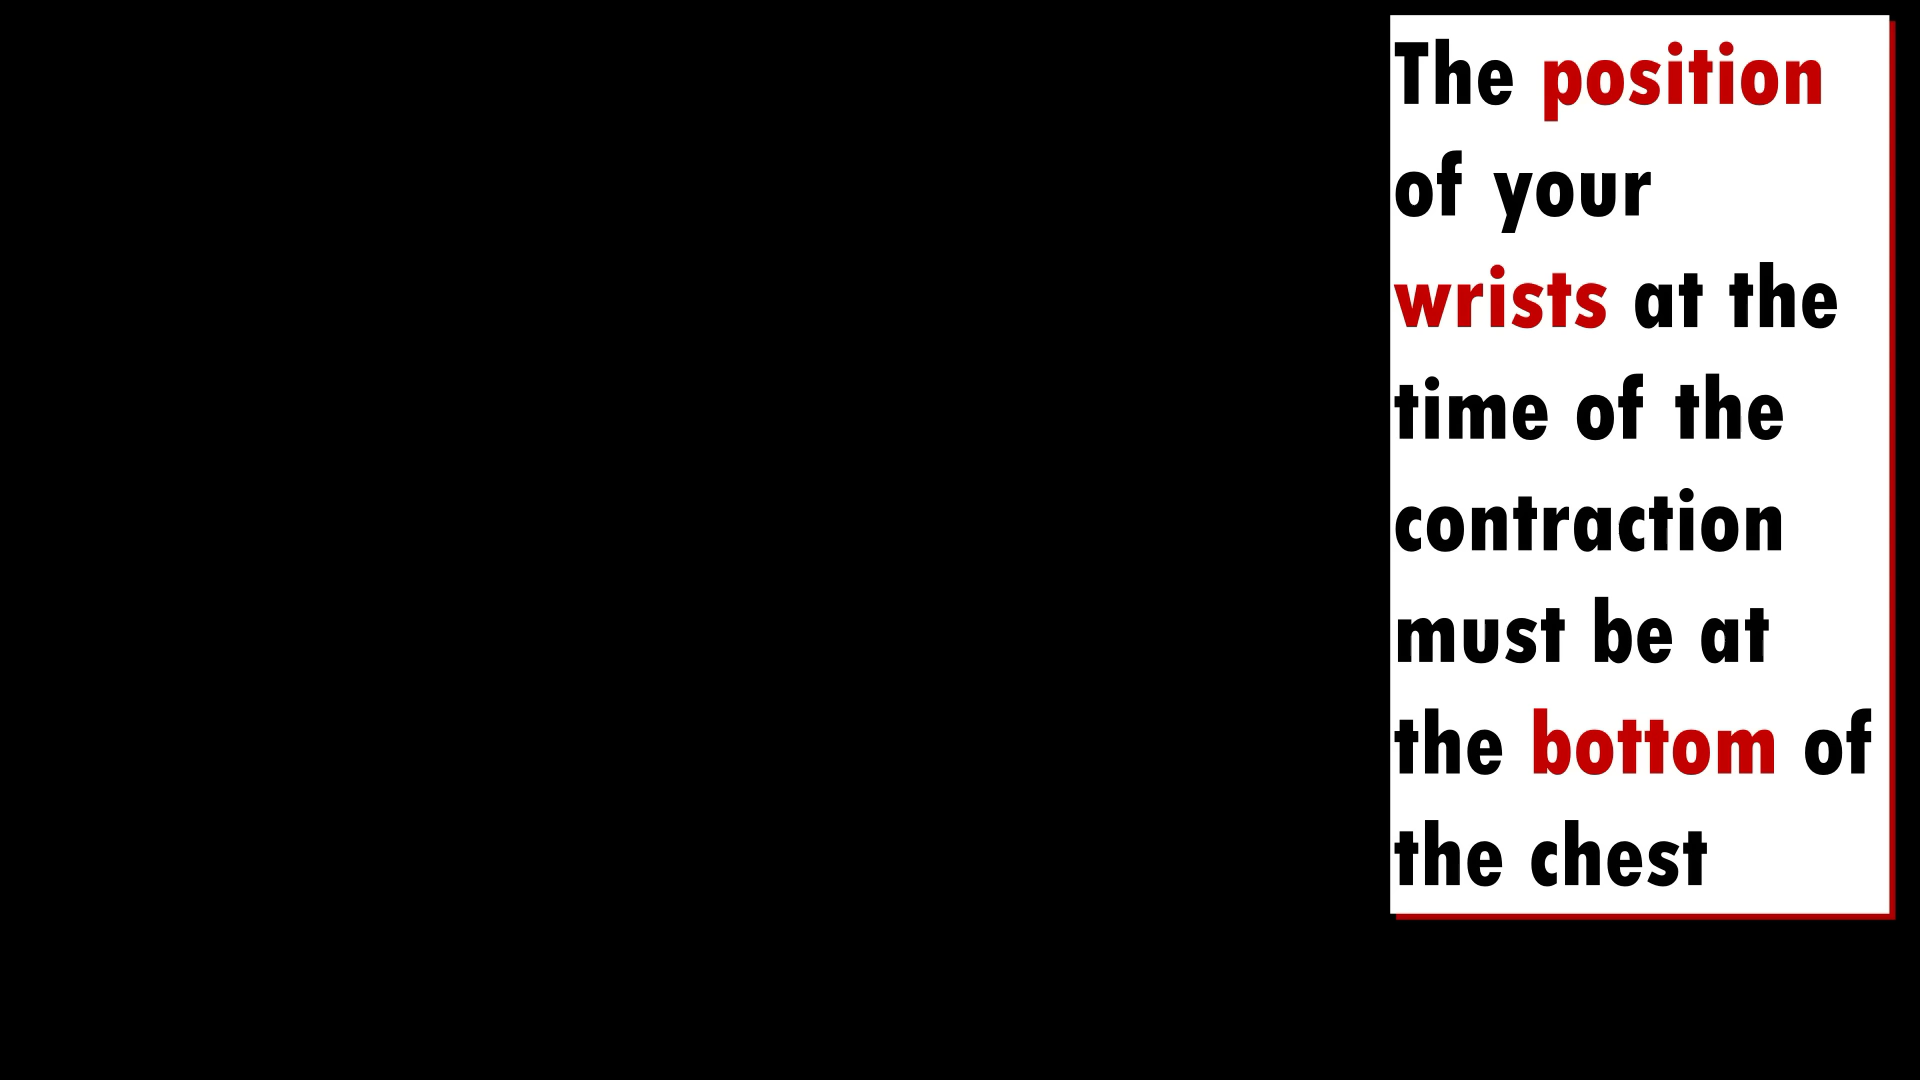 The position
of your
wrists at the
time of the
contraction
must be at
the bottom of
the chest